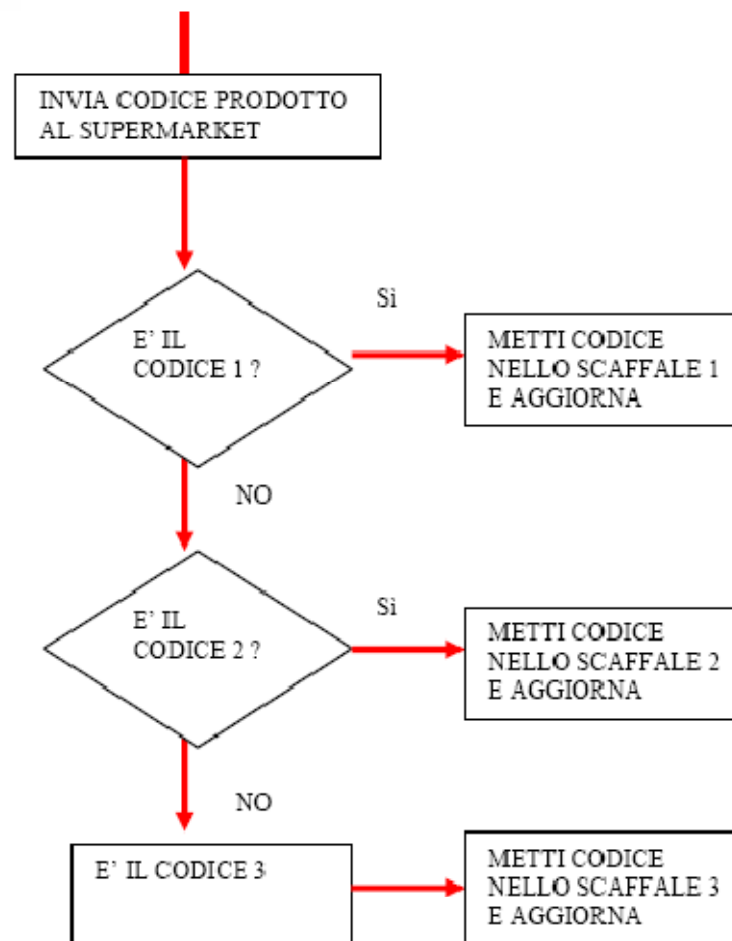 INVIA CODICE PRODOTTO
AL SUPERMARKET
E' IL
CODICE 1 ?
Sì
METTI CODICE
NELLO SCAFFALE 1
E AGGIORNA
NO
E' IL
CODICE 2 ?
Sì
METTI CODICE
NELLO SCAFFALE 2
E AGGIORNA
NO
E' IL CODICE 3
METTI CODICE
NELLO SCAFFALE 3
E AGGIORNA